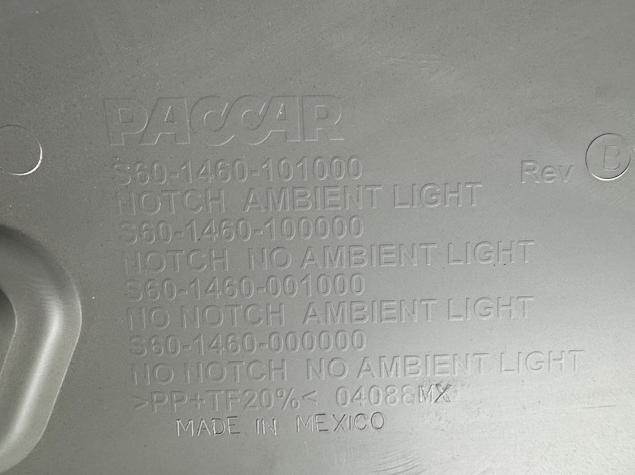 PACCAR
S60-1460-101000 Rev B
NOTCH AMBIENT LIGHT
S60-1460-100000
NOTCH NO AMBIENT LIGHT
S60-1460-001000
NO NOTCH AMBIENT LIGHT
S60-1460-000000
NO NOTCH NO AMBIENT LIGHT
>PP+TF20%< 04088MX
MADE IN MEXICO